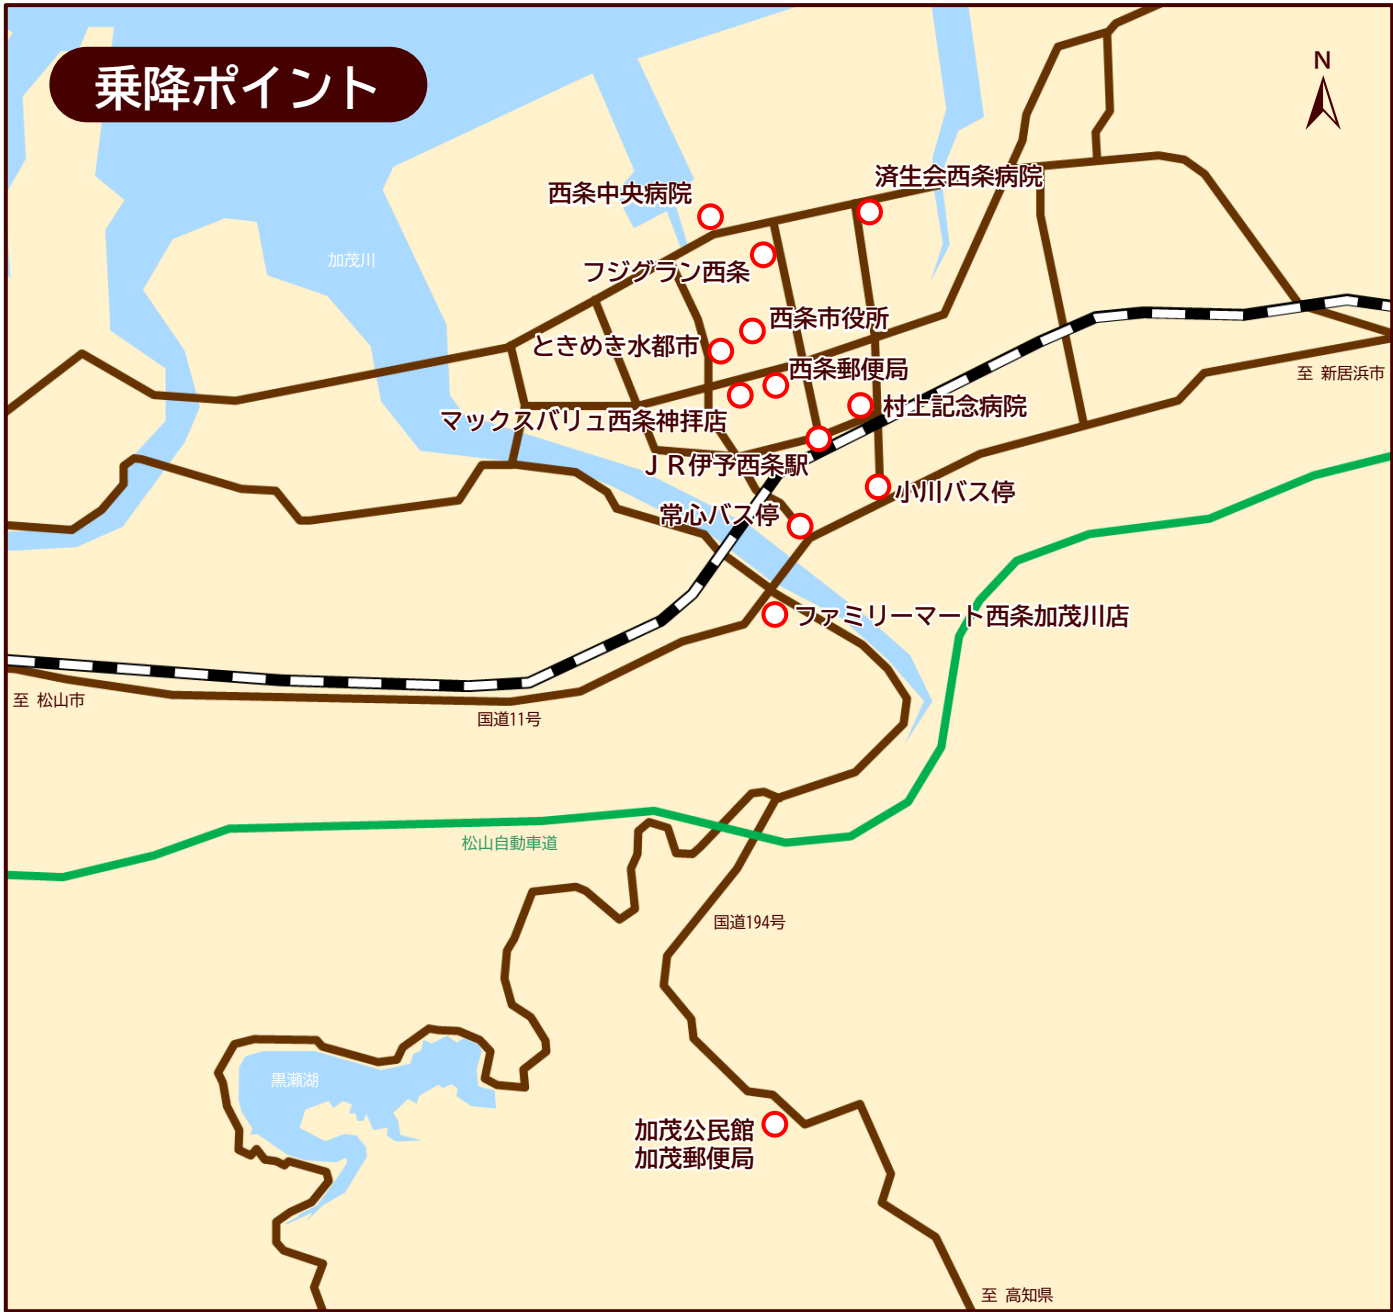 乗降ポイント
N
済生会西条病院
西条中央病院
加茂川
フジグラン西条
西条市役所
ときめき水都市
西条郵便局
至 新居浜市
村上記念病院
マックスバリュ西条神拝店
ＪＲ伊予西条駅
小川バス停
常心バス停
ファミリーマート西条加茂川店
至 松山市
国道11号
松山自動車道
国道194号
黒瀬湖
加茂公民館
加茂郵便局
至 高知県